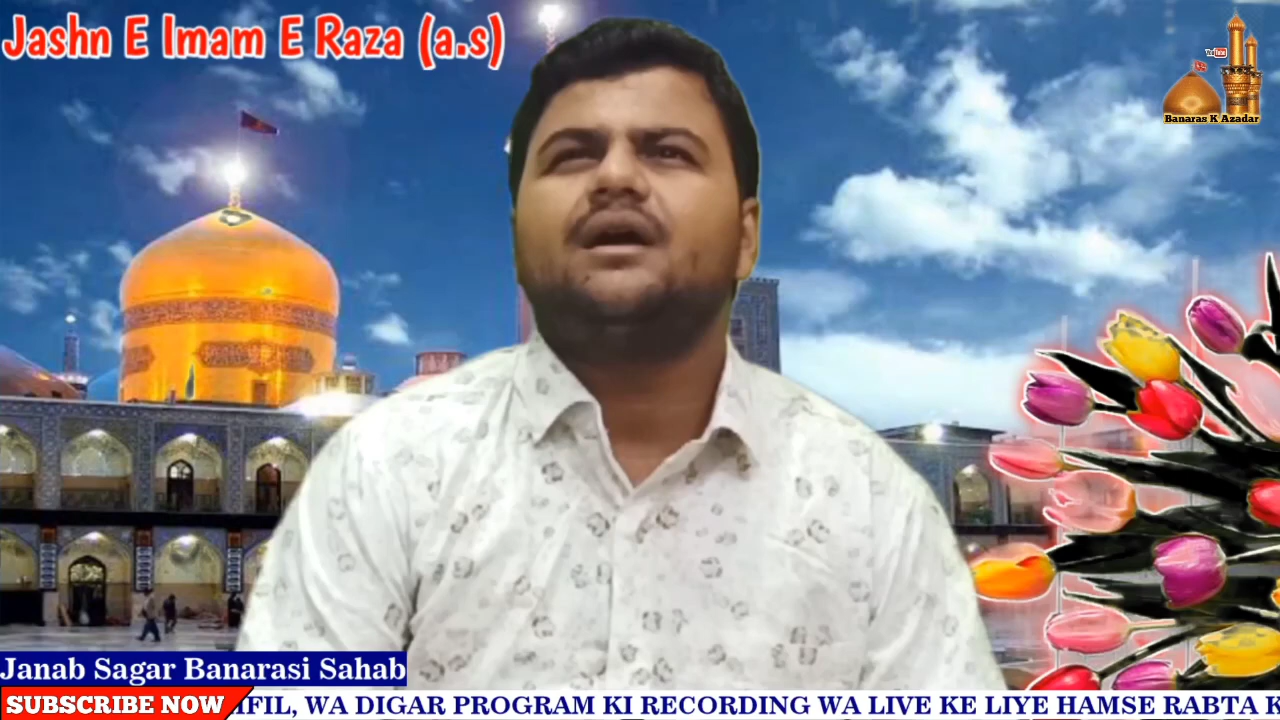 Jashn E Imam E Raza (a.s)
YouTube
Banaras K Azadar
Janab Sagar Banarasi Sahab
SUBSCRIBE NOW
WA DIGAR PROGRAM KI RECORDING WA LIVE KE LIYE HAMSE RABTA